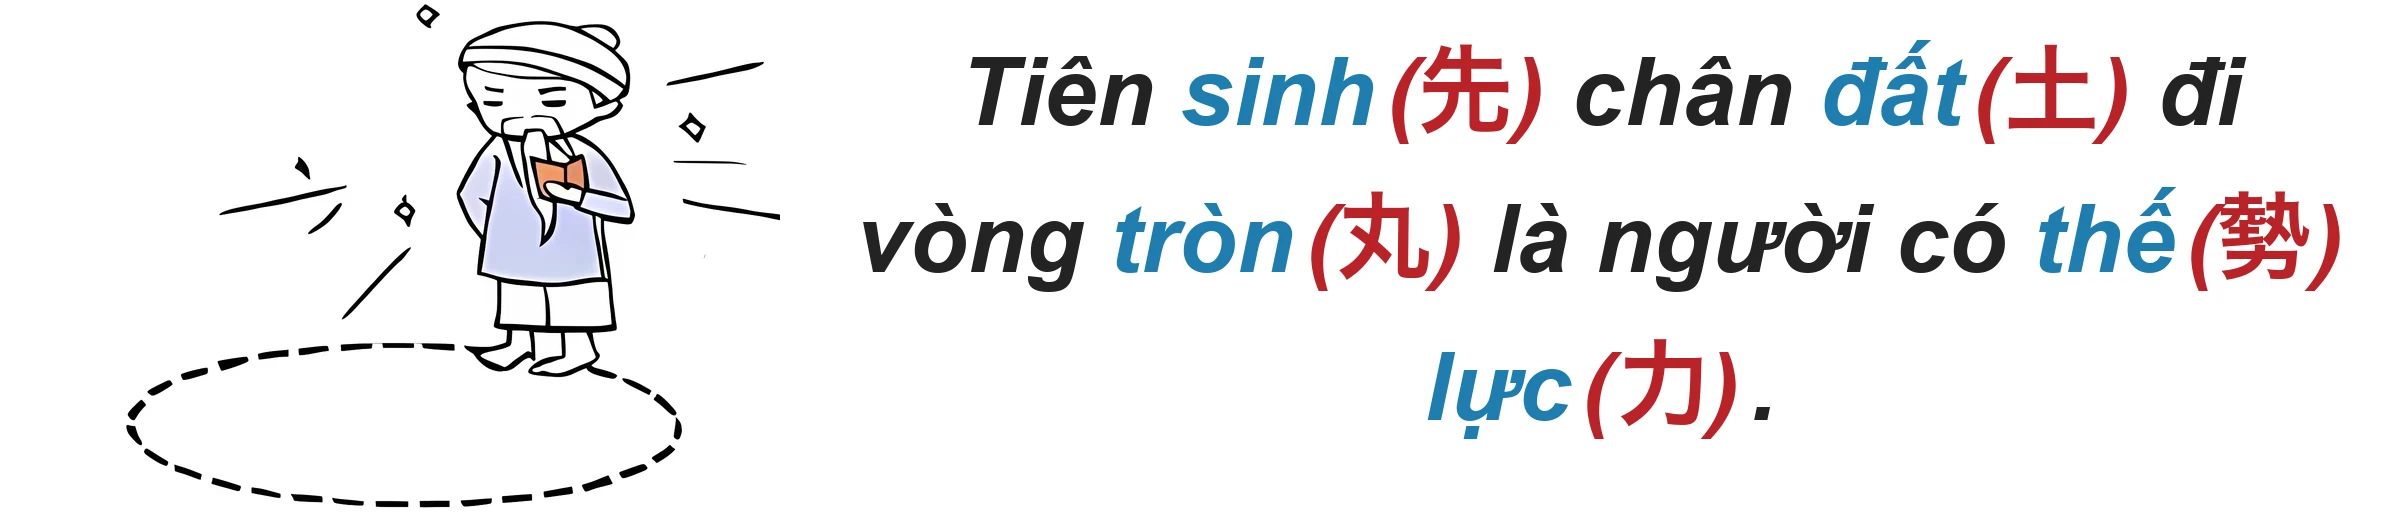 Tiên sinh (先) chân đất (土) đi
vòng tròn (丸) là người có thế (勢)
lực (力).